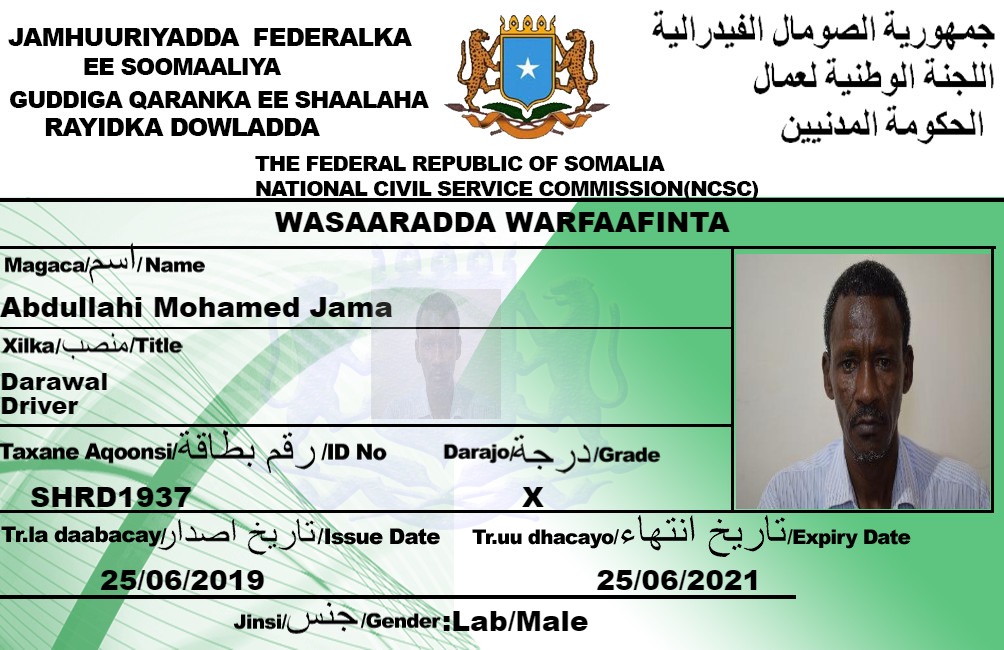 JAMHUURIYADDA FEDERALKA
EE SOOMAALIYA
GUDDIGA QARANKA EE SHAALAHA
RAYIDKA DOWLADDA
جمهورية الصومال الفيدرالية
اللجنة الوطنية لعمال
الحكومة المدنيين
THE FEDERAL REPUBLIC OF SOMALIA
NATIONAL CIVIL SERVICE COMMISSION(NCSC)
WASAARADDA WARFAAFINTA
Magaca/اسم/Name
Abdullahi Mohamed Jama
Xilka/منصب/Title
Darawal
Driver
Taxane Aqoonsi/رقم بطاقة/ID No
Darajo/درجة/Grade
SHRD1937
X
Tr.la daabacay/تاريخ اصدار/Issue Date
Tr.uu dhacayo/تاريخ انتهاء/Expiry Date
25/06/2019
25/06/2021
Jinsi/جنس/Gender:Lab/Male